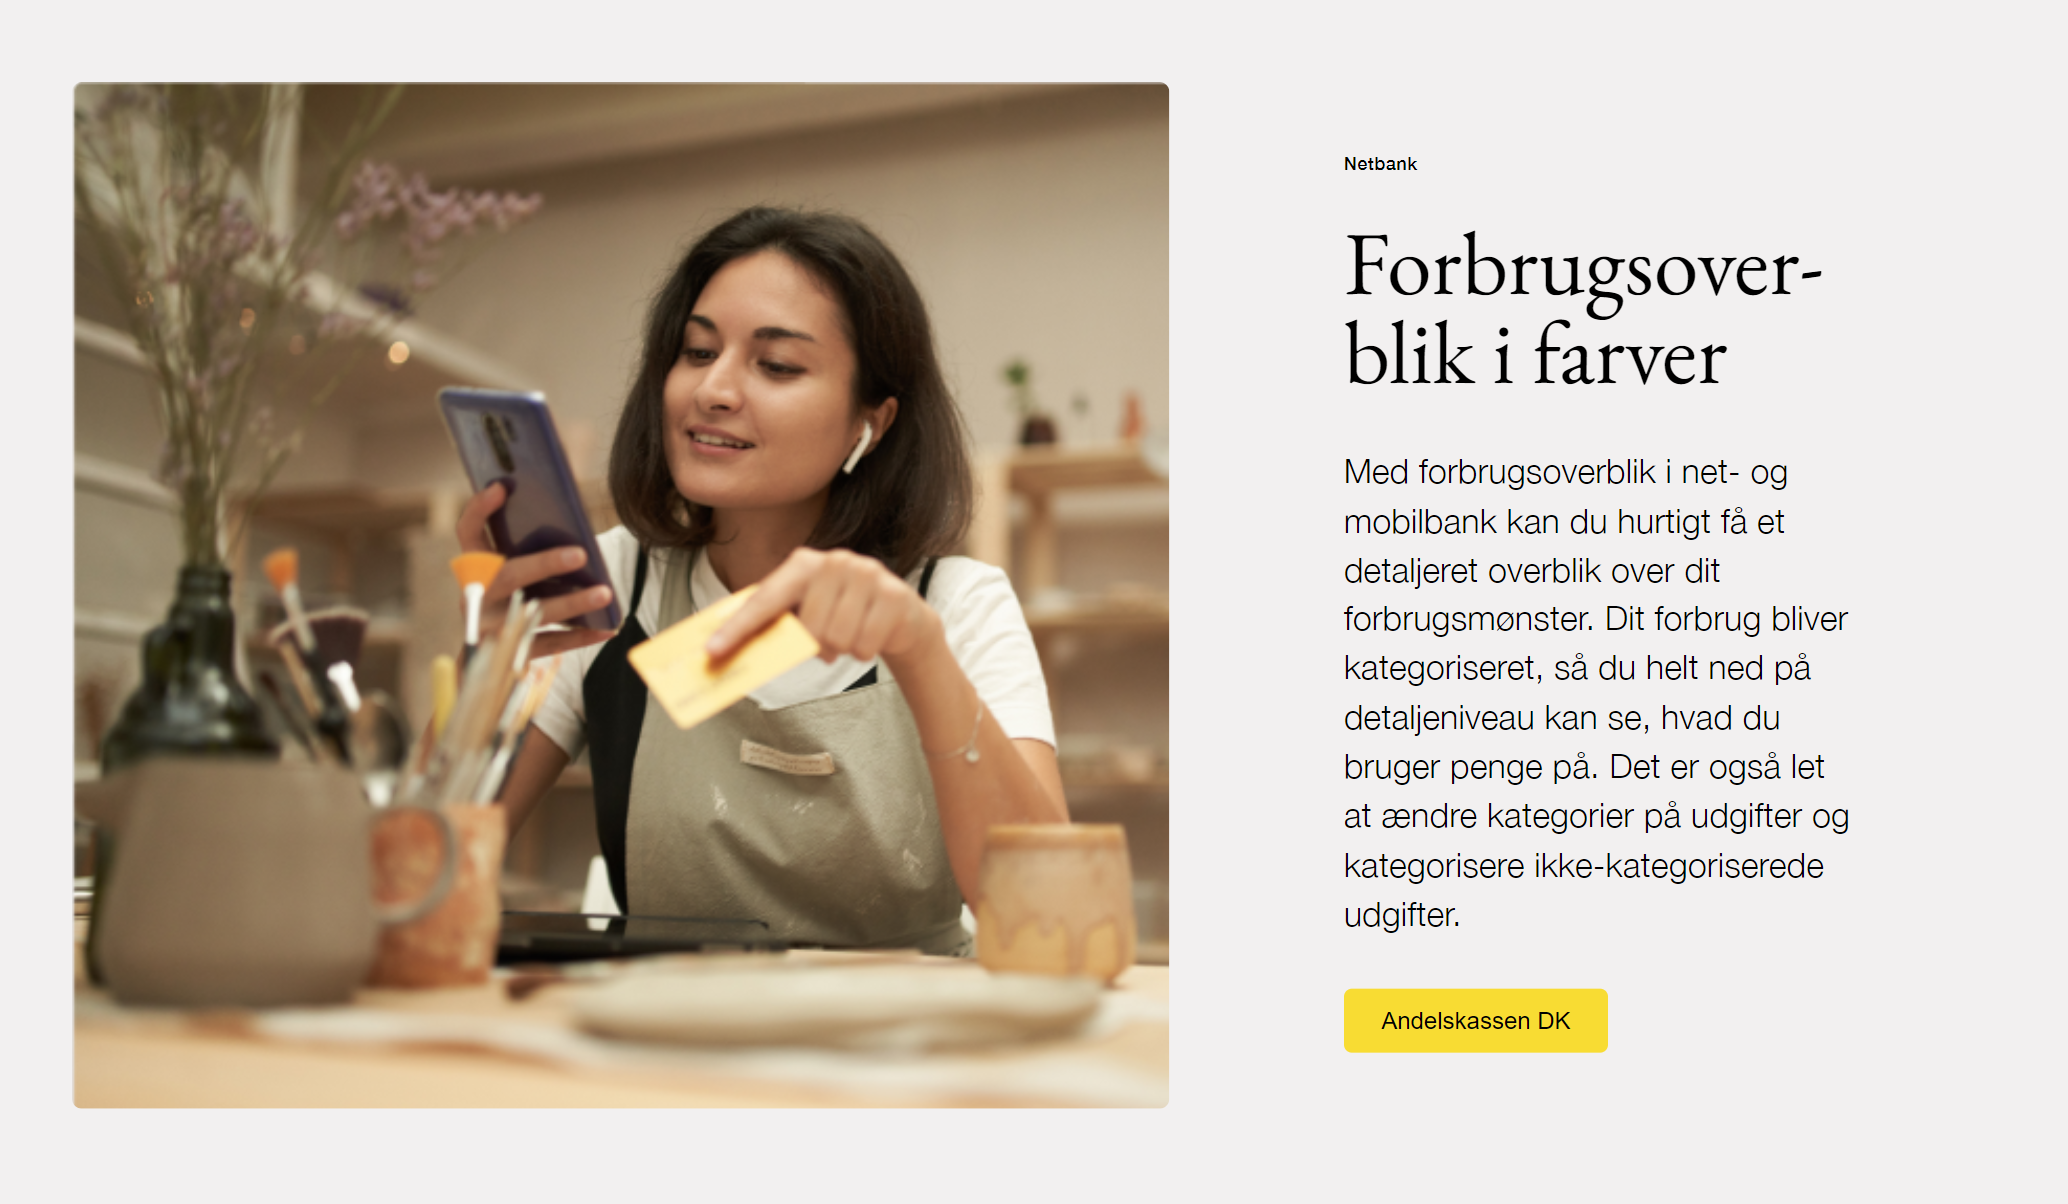 Netbank
Forbrugsover-
blik i farver
Med forbrugsoverblik i net- og
mobilbank kan du hurtigt få et
detaljeret overblik over dit
forbrugsmønster. Dit forbrug bliver
kategoriseret, så du helt ned på
detaljeniveau kan se, hvad du
bruger penge på. Det er også let
at ændre kategorier på udgifter og
kategorisere ikke-kategoriserede
udgifter.
Andelskassen DK